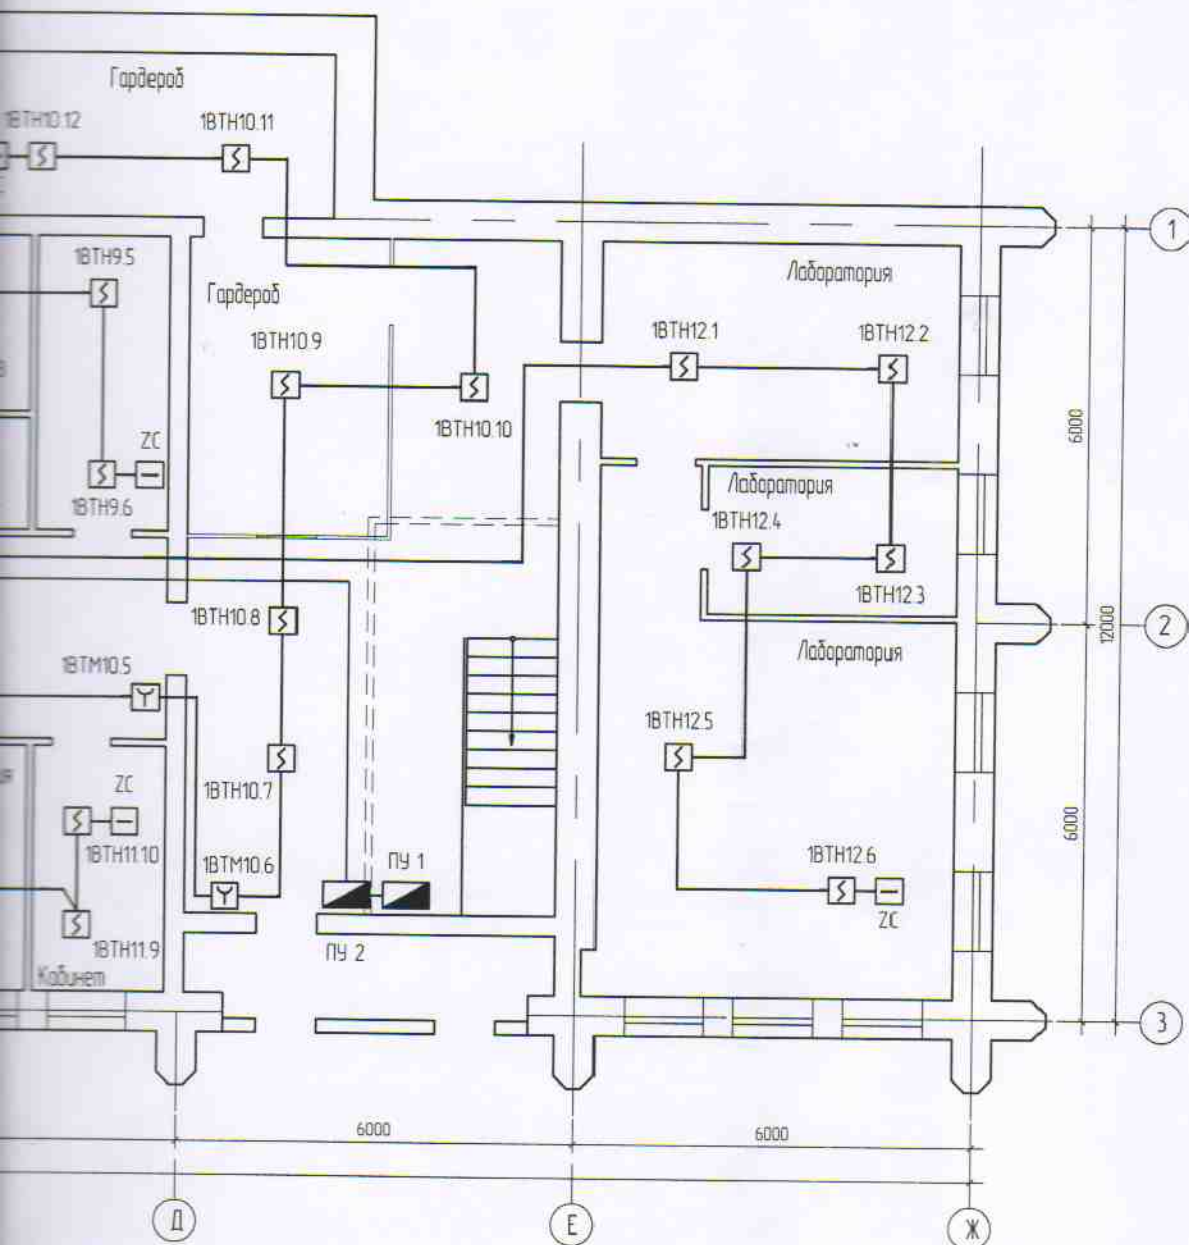 Гардероб
1ВТН10.12
1ВТН10.11
1
1ВТН9.5
Гардероб
Лаборатория
1ВТН10.9
1ВТН12.1
1ВТН12.2
6000
1ВТН10.10
ZC
1ВТН9.6
Лаборатория
1ВТН12.4
1ВТН12.3
1ВТН10.8
12000
2
1ВТМ10.5
Лаборатория
1ВТН12.5
ZC
1ВТН10.7
6000
1ВТН11.10
1ВТМ10.6
ПУ 1
1ВТН12.6
ZC
1ВТН11.9
ПУ 2
Кабинет
3
6000
6000
Д
Е
Ж